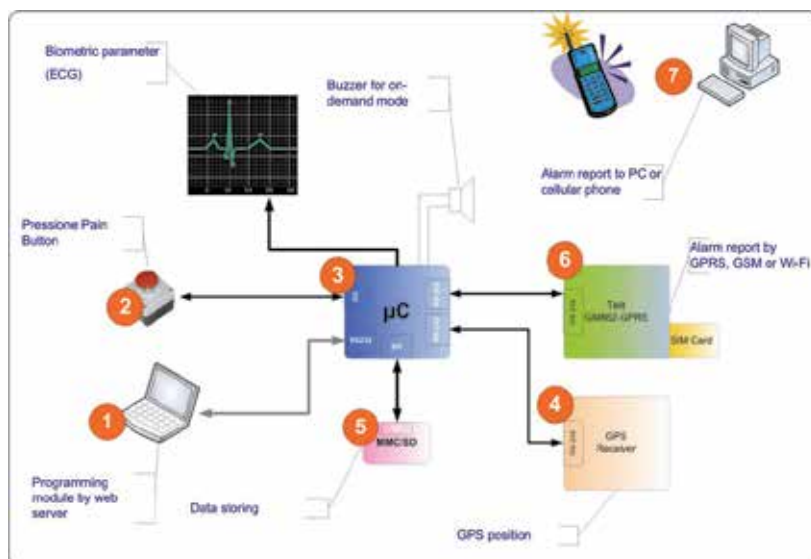 Biometric parameter
(ECG)
Buzzer for on-
demand mode
7
Alarm report to PC or
cellular phone
Pressione Pain
Button
2
3
µC
RS232
6
Alarm report by
GPRS, GSM or Wi-Fi
GPRS
SIM Card
1
5
MMC/SD
4
GPS
Receiver
Programming
module by web
server
Data storing
GPS position